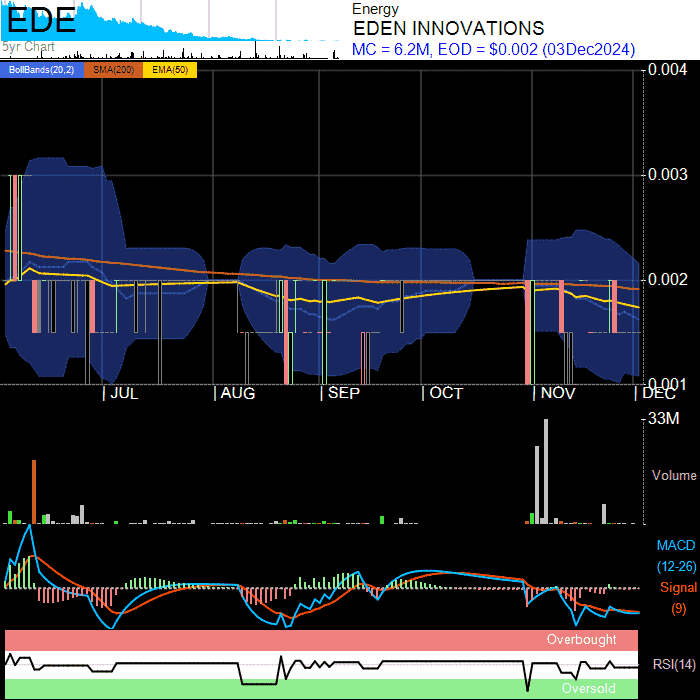 EDE
5yr Chart
Energy
EDEN INNOVATIONS
MC = 6.2M, EOD = $0.002 (03Dec2024)
BollBands(20,2) SMA(200) EMA(50)
0.004
0.003
0.002
0.001
JUL AUG SEP OCT NOV DEC
33M
Volume
MACD
(12-26)
Signal
(9)
Overbought
RSI(14)
Oversold